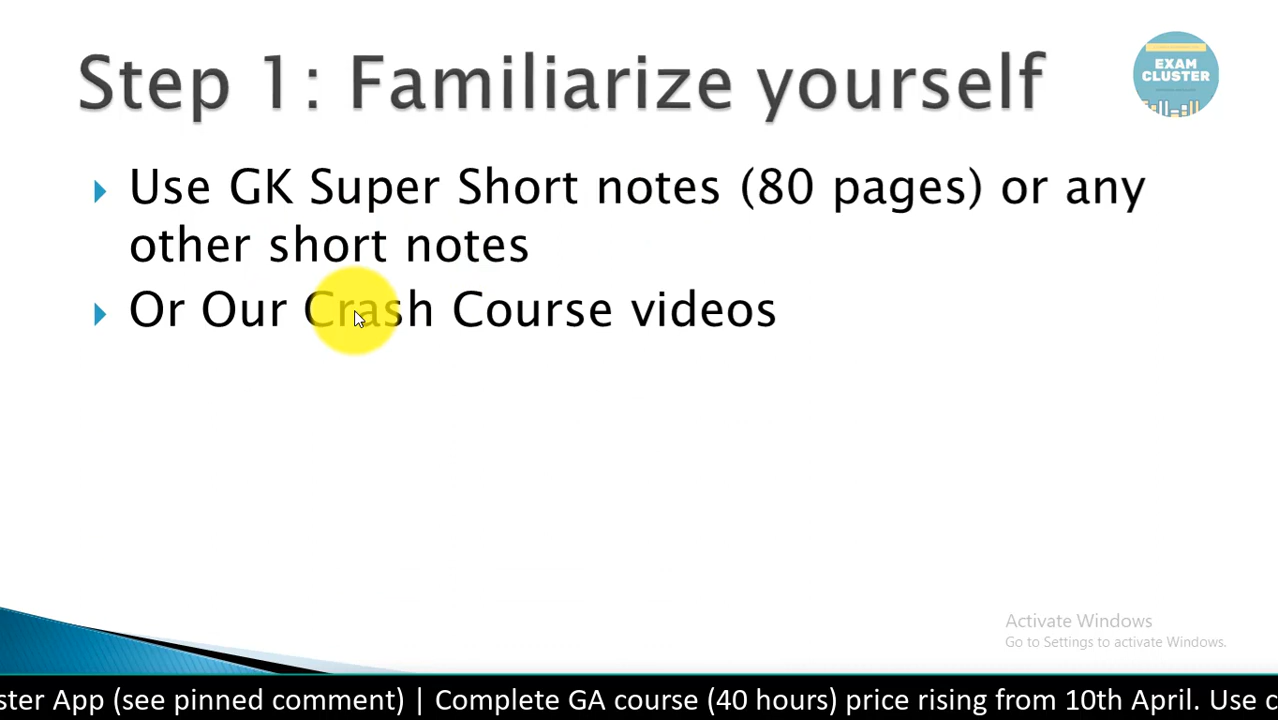 Step 1: Familiarize yourself
EXAM
CLUSTER
Use GK Super Short notes (80 pages) or any
other short notes
Or Our Crash Course videos
Activate Windows
Go to Settings to activate Windows.
ster App (see pinned comment) | Complete GA course (40 hours) price rising from 10th April. Use c